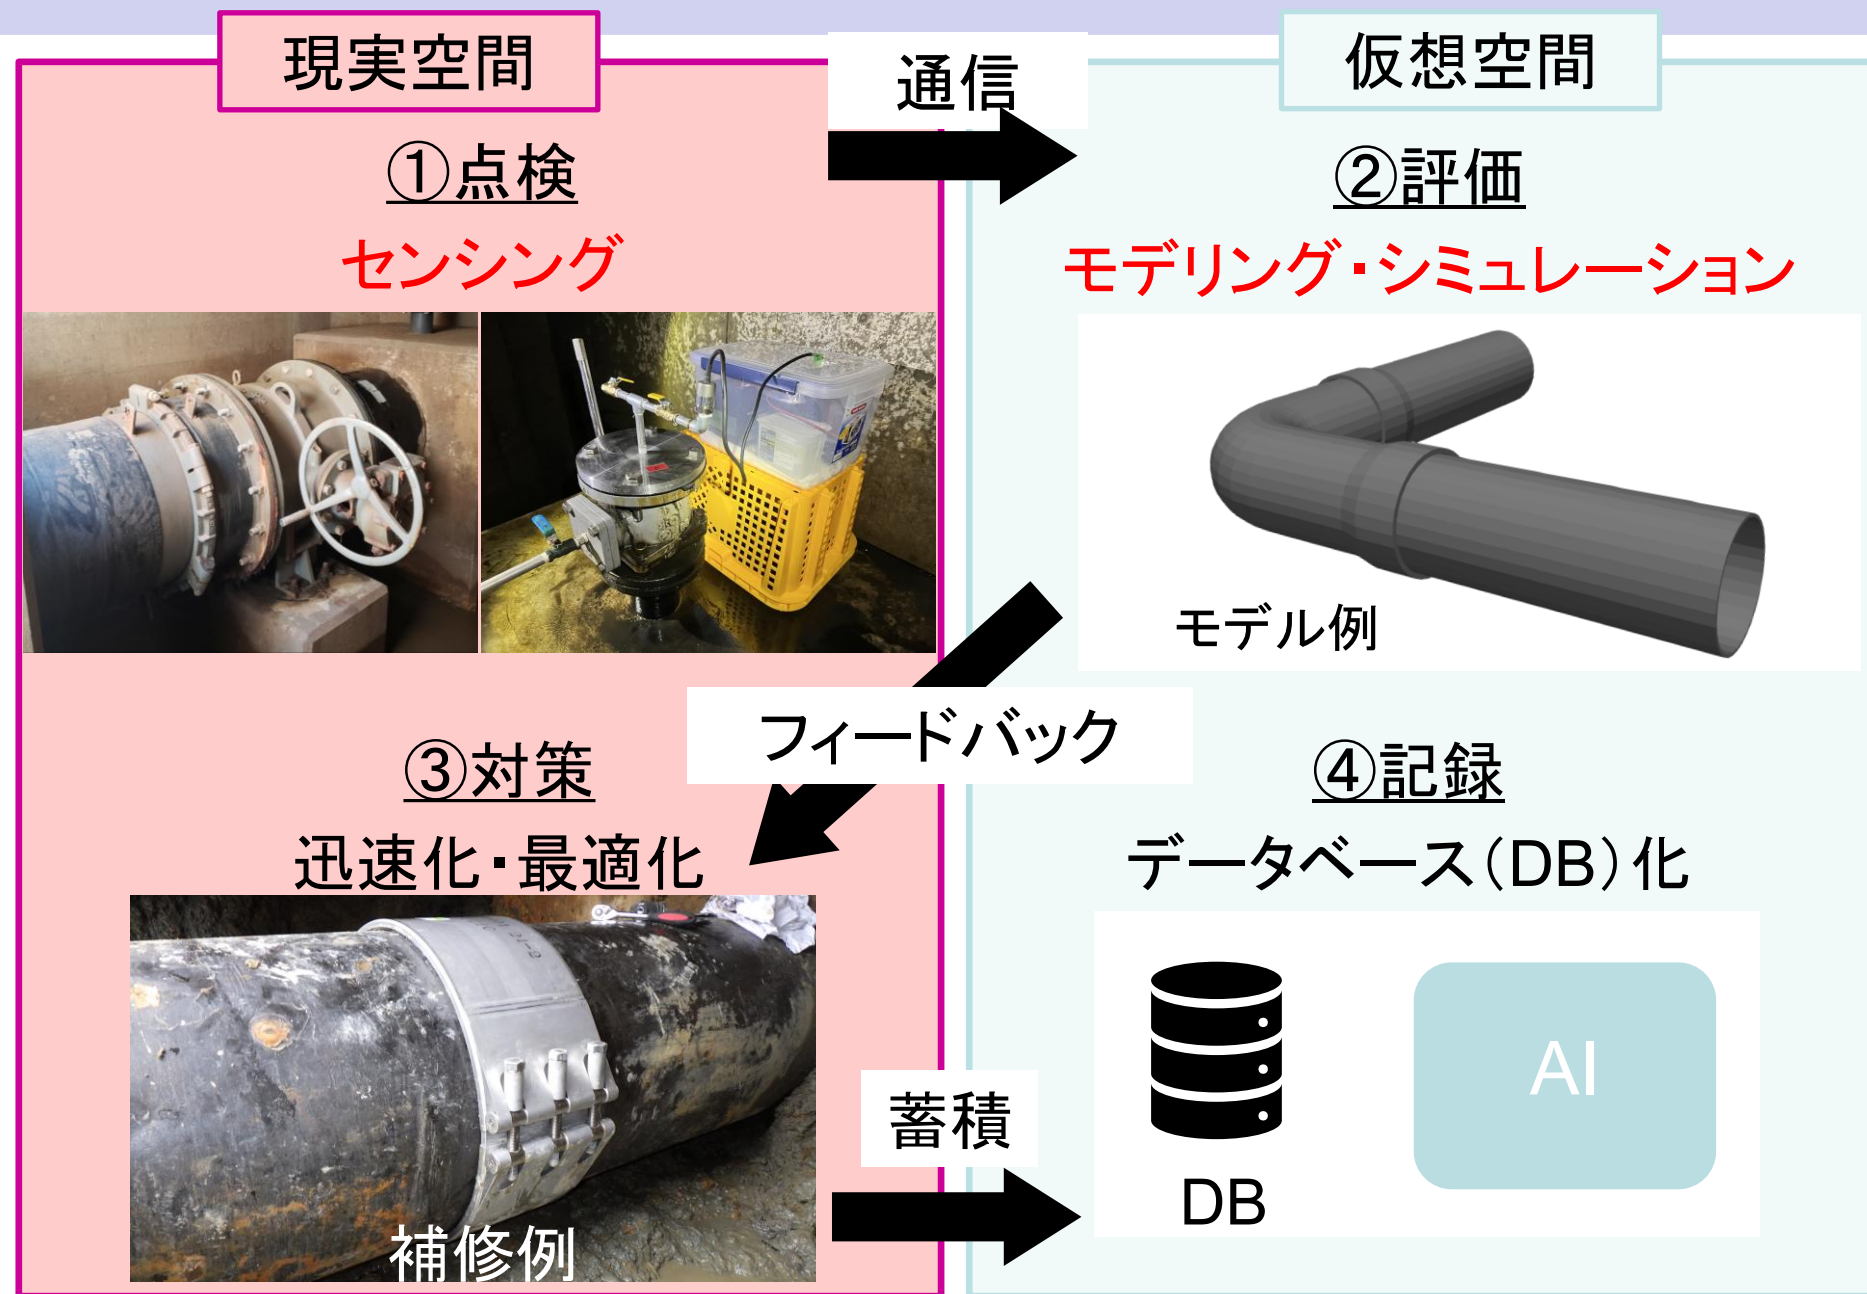 現実空間
通信
仮想空間
①点検
②評価
センシング
モデリング・シミュレーション
モデル例
フィードバック
③対策
④記録
迅速化・最適化
データベース（DB）化
AI
蓄積
DB
補修例